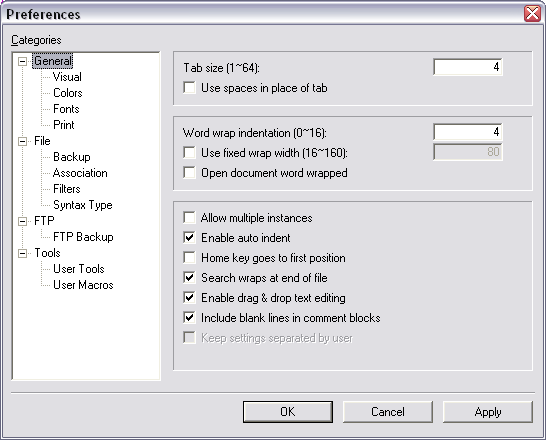 Preferences
Categories
General
Visual
Colors
Fonts
Print
File
Backup
Association
Filters
Syntax Type
FTP
FTP Backup
Tools
User Tools
User Macros
Tab size (1~64): 4
Use spaces in place of tab
Word wrap indentation (0~16): 4
Use fixed wrap width (16~160): 80
Open document word wrapped
Allow multiple instances
Enable auto indent
Home key goes to first position
Search wraps at end of file
Enable drag & drop text editing
Include blank lines in comment blocks
Keep settings separated by user
OK Cancel Apply